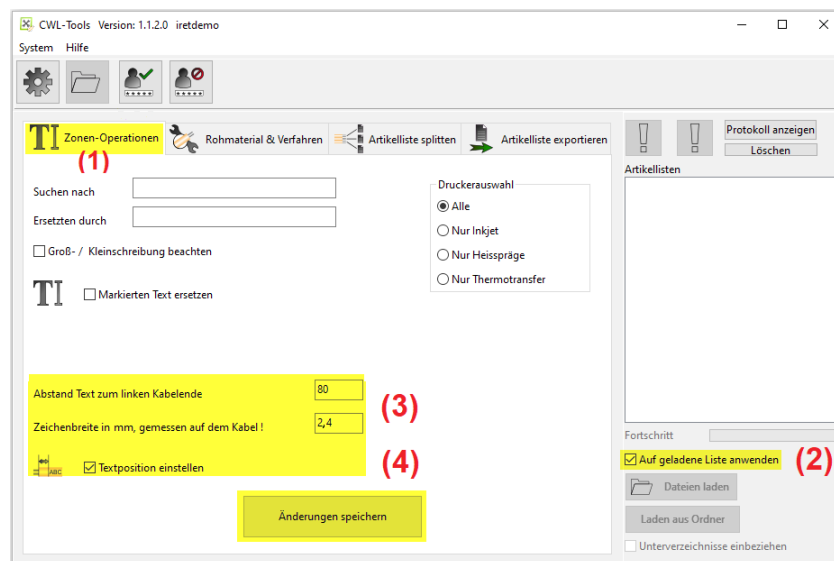 CWL-Tools Version: 1.1.2.0 iretdemo
System Hilfe
Zonen-Operationen
(1)
Rohmaterial & Verfahren
Artikelliste splitten
Artikelliste exportieren
Suchen nach
Ersetzten durch
Groß- / Kleinschreibung beachten
Markierten Text ersetzen
Druckerauswahl
Alle
Nur Inkjet
Nur Heisspräge
Nur Thermotransfer
Abstand Text zum linken Kabelende 80
(3)
Zeichenbreite in mm, gemessen auf dem Kabel ! 2,4
ABC Textposition einstellen
(4)
Änderungen speichern
Protokoll anzeigen
Löschen
Artikellisten
Fortschritt
Auf geladene Liste anwenden (2)
Dateien laden
Laden aus Ordner
Unterverzeichnisse einbeziehen